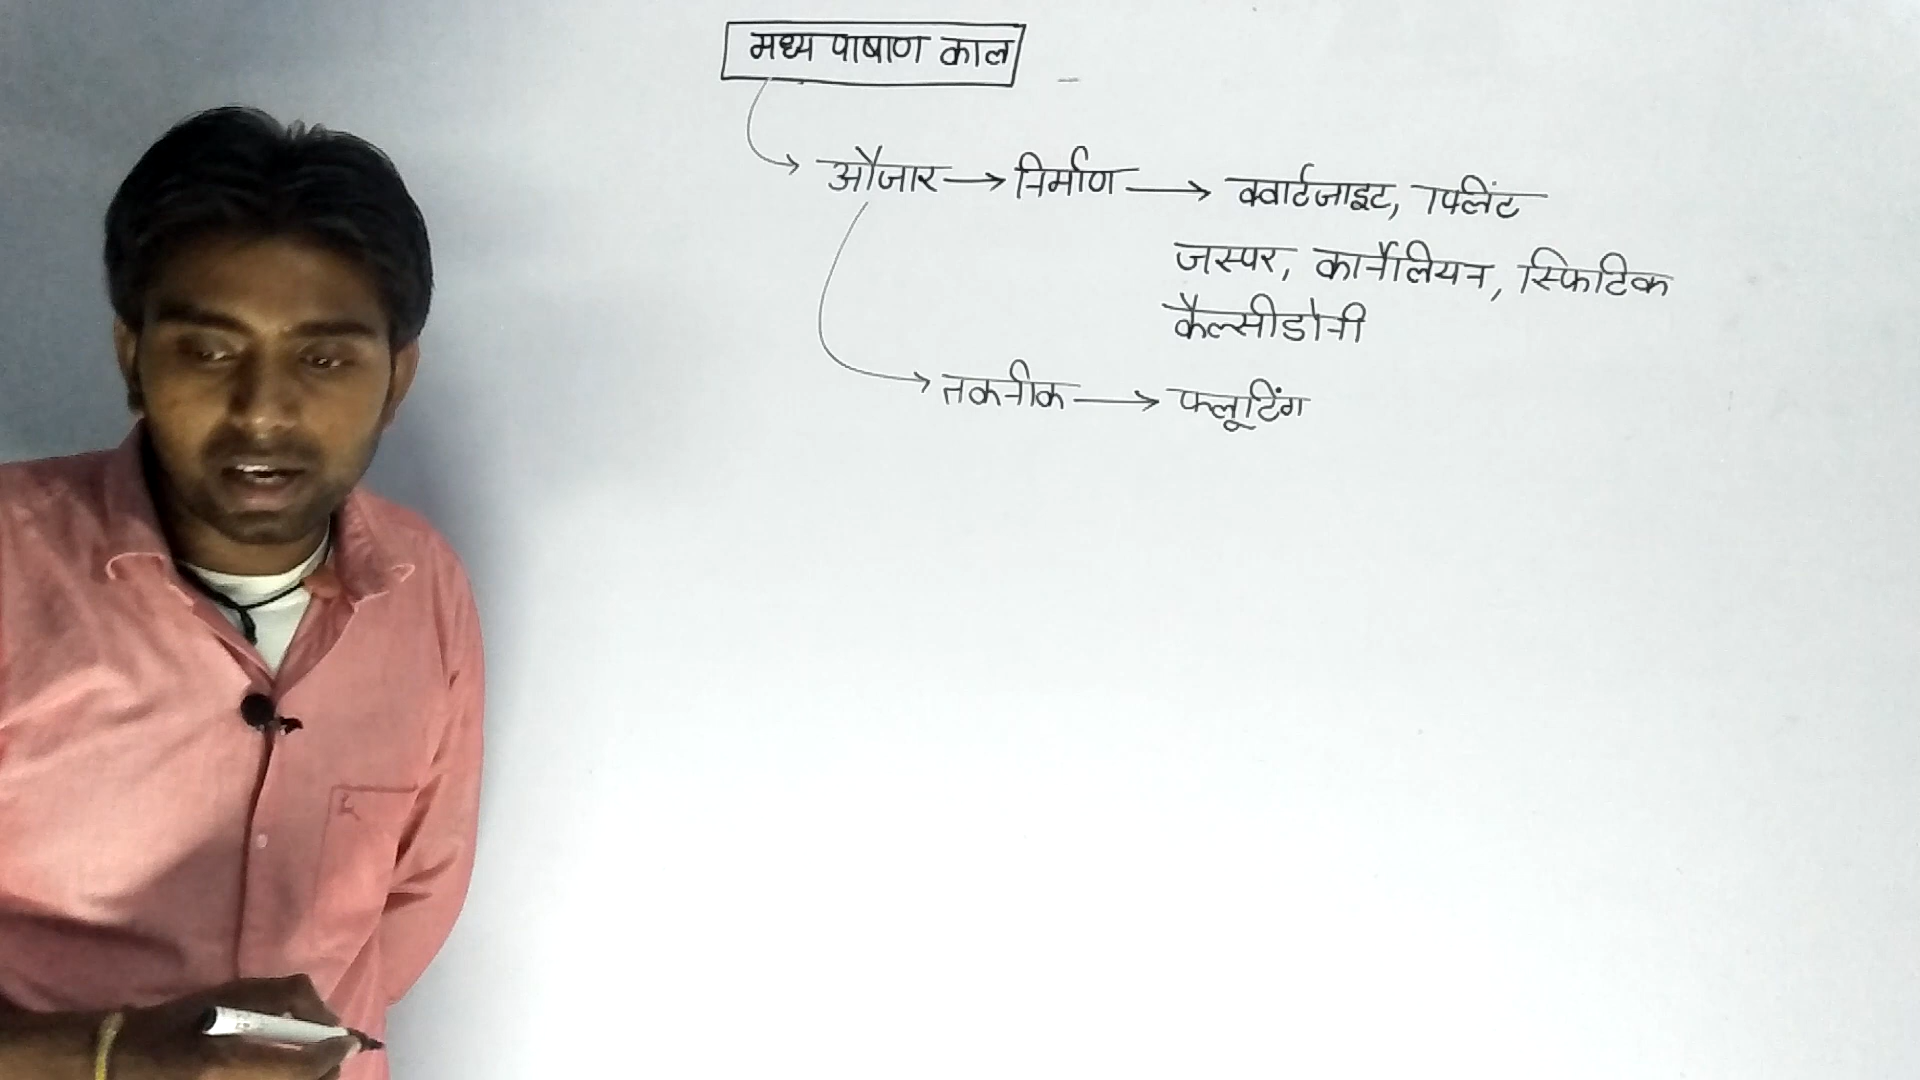 मध्य पाषाण काल
औजार → निर्माण → क्वार्टजाइट, फ्लिंट
जस्पर, कार्नेलियन, स्फिटिक
कैल्सीडोनी
तकनीक → फ्लूटिंग